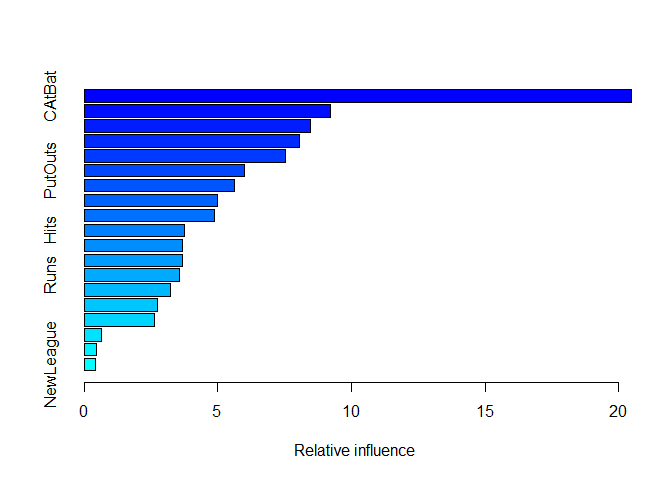 CAtBat
PutOuts
Hits
Runs
NewLeague
0 5 10 15 20
Relative influence